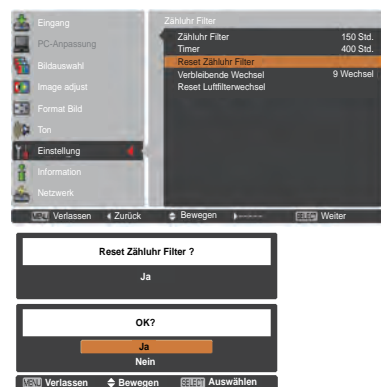 Eingang
PC-Anpassung
Bildauswahl
Image adjust
Format Bild
Ton
Einstellung
Information
Netzwerk
Zähluhr Filter
Zähluhr Filter 150 Std.
Timer 400 Std.
Reset Zähluhr Filter
Verbleibende Wechsel 9 Wechsel
Reset Luftfilterwechsel
MENU Verlassen Zurück Bewegen ----- SELECT Weiter
Reset Zähluhr Filter ?
Ja
OK?
Ja
Nein
MENU Verlassen Bewegen SELECT Auswählen